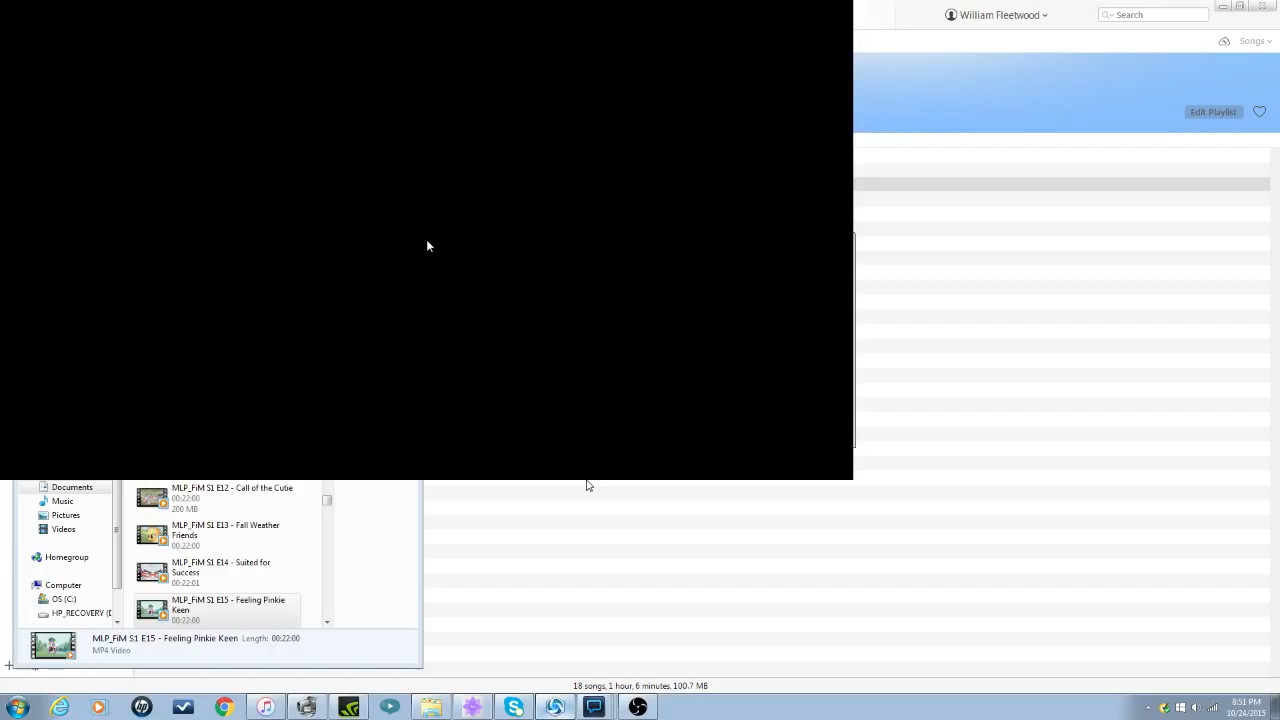 William Fleetwood
Search
Songs
Edit Playlist
Documents
Music
Pictures
Videos
Homegroup
Computer
OS (C:)
HP_RECOVERY (
MLP_FiM S1 E12 - Call of the Cutie
00:22:00
200 MB
MLP_FiM S1 E13 - Fall Weather
Friends
00:22:00
MLP_FiM S1 E14 - Suited for
Success
00:22:01
MLP_FiM S1 E15 - Feeling Pinkie
Keen
00:22:00
MLP_FiM S1 E15 - Feeling Pinkie Keen Length: 00:22:00
MP4 Video
18 songs, 1 hour, 6 minutes, 100.7 MB
hp
8:51 PM
10/24/2015